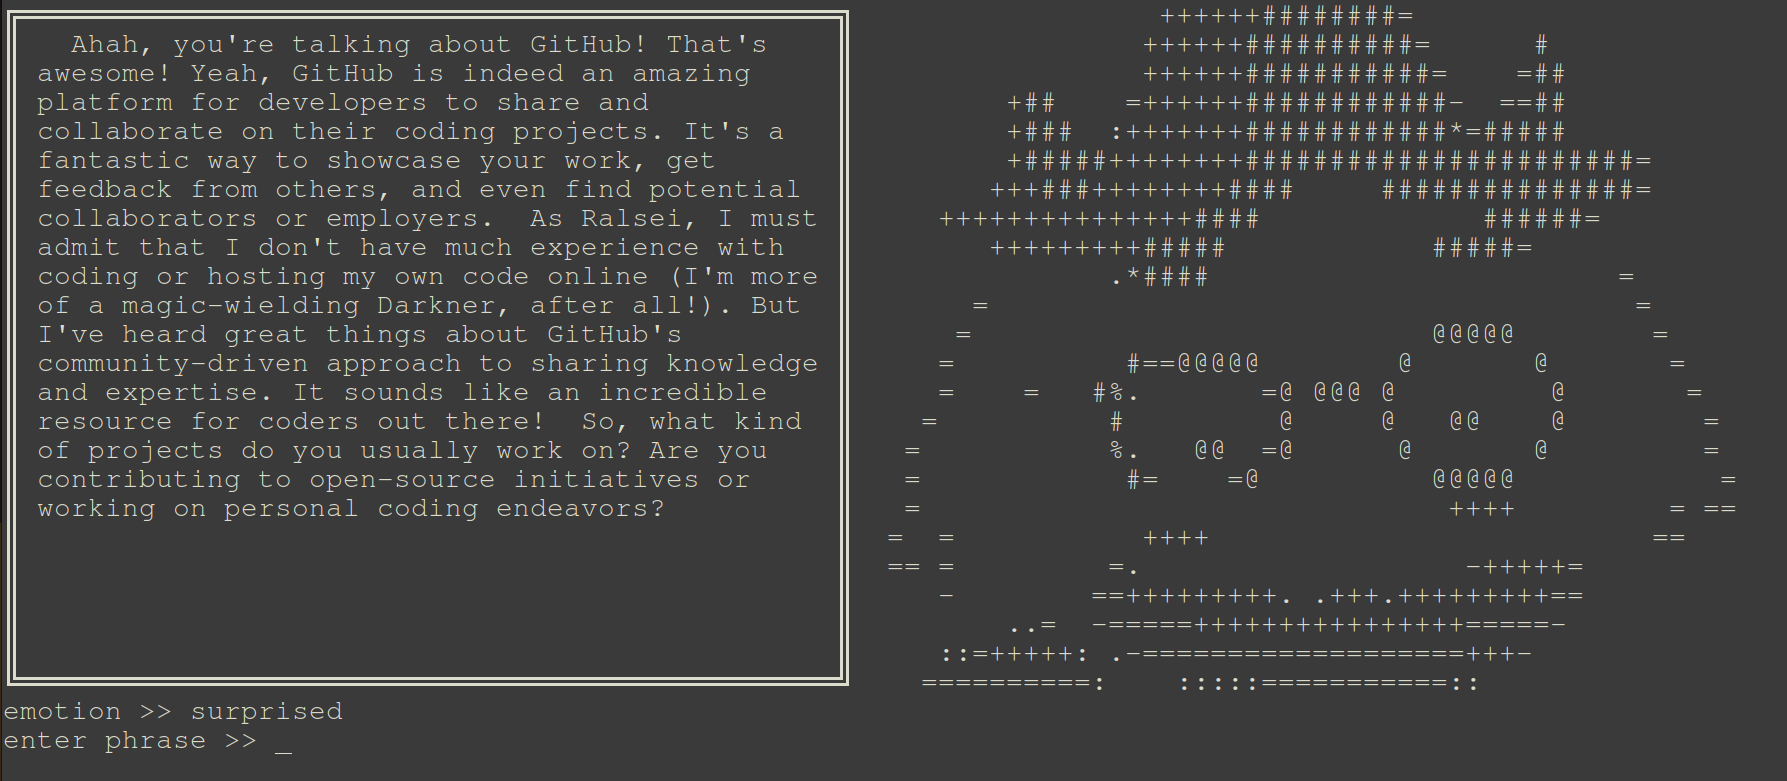 Ahah, you're talking about GitHub! That's
awesome! Yeah, GitHub is indeed an amazing
platform for developers to share and
collaborate on their coding projects. It's a
fantastic way to showcase your work, get
feedback from others, and even find potential
collaborators or employers.  As Ralsei, I must
admit that I don't have much experience with
coding or hosting my own code online (I'm more
of a magic-wielding Darkner, after all!). But
I've heard great things about GitHub's
community-driven approach to sharing knowledge
and expertise. It sounds like an incredible
resource for coders out there!  So, what kind
of projects do you usually work on? Are you
contributing to open-source initiatives or
working on personal coding endeavors?
emotion >> surprised
enter phrase >> _